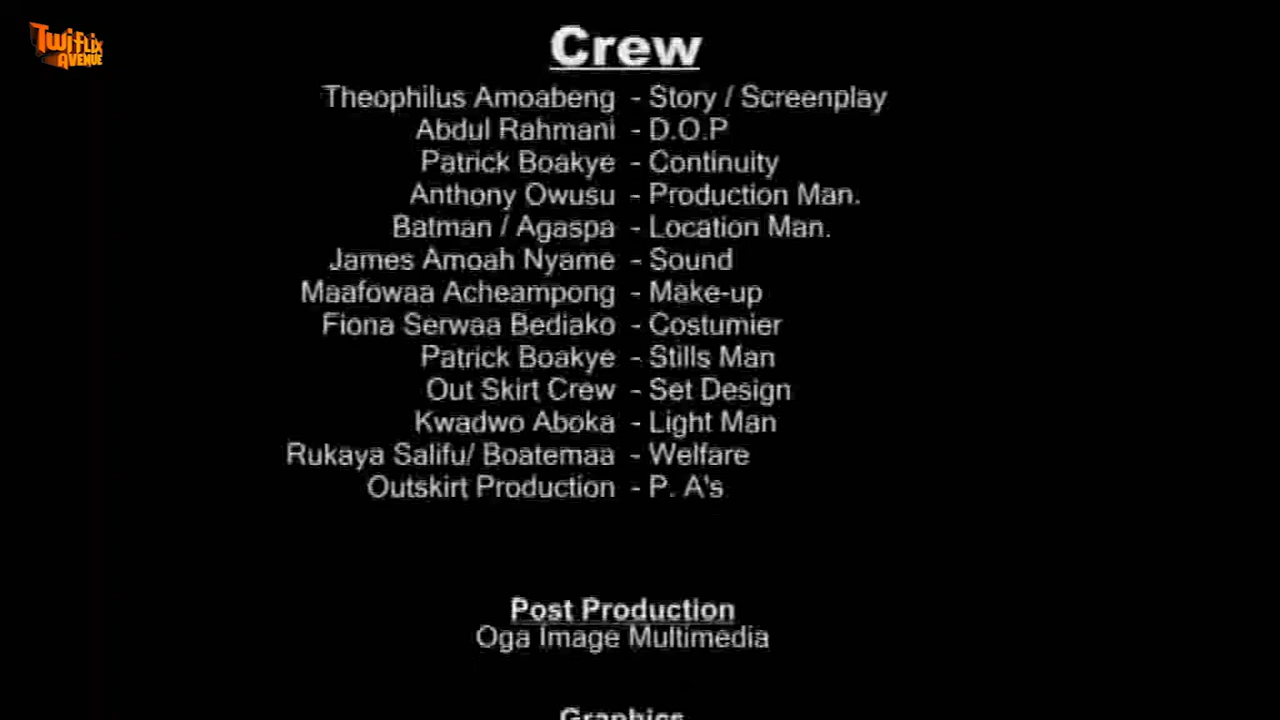 Twiflix
AVENUE
Crew
Theophilus Amoabeng - Story / Screenplay
Abdul Rahmani - D.O.P
Patrick Boakye - Continuity
Anthony Owusu - Production Man.
Batman / Agaspa - Location Man.
James Amoah Nyame - Sound
Maafowaa Acheampong - Make-up
Fiona Serwaa Bediako - Costumier
Patrick Boakye - Stills Man
Out Skirt Crew - Set Design
Kwadwo Aboka - Light Man
Rukaya Salifu/ Boatemaa - Welfare
Outskirt Production - P. A's
Post Production
Oga Image Multimedia
Graphics